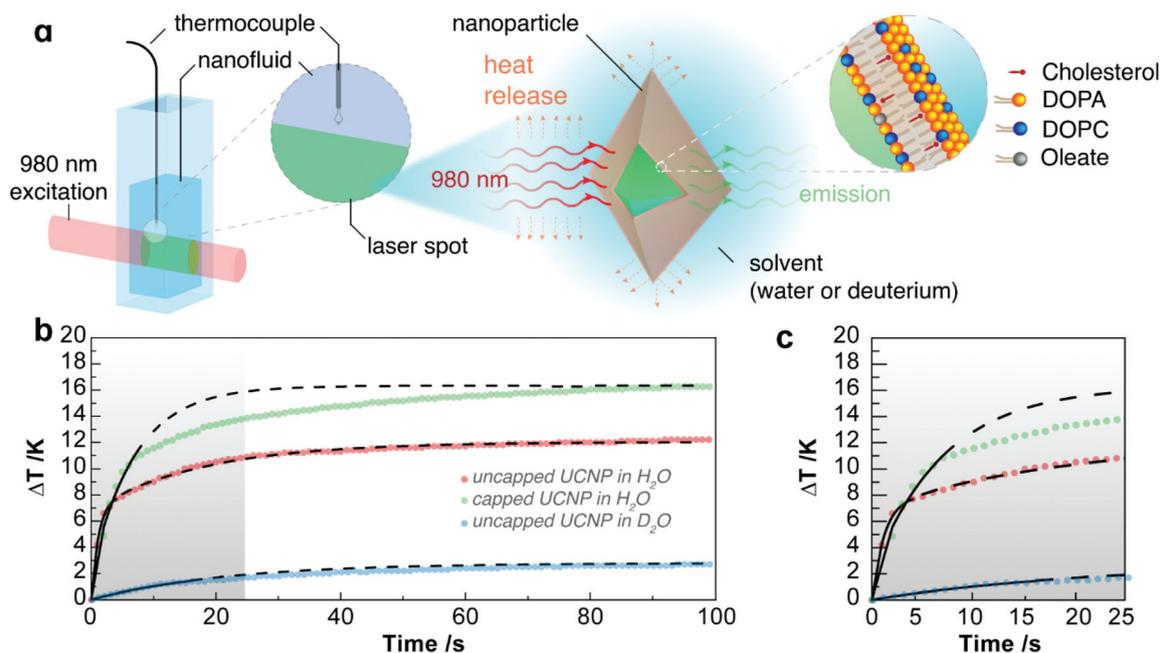 a
thermocouple
nanofluid
980 nm
excitation
laser spot
heat
release
980 nm
nanoparticle
emission
solvent
(water or deuterium)
Cholesterol
DOPA
DOPC
Oleate
b
ΔT /K
20
18
16
14
12
10
8
6
4
2
0
uncapped UCNP in H2O
capped UCNP in H2O
uncapped UCNP in D2O
0 20 40 60 80 100
Time /s
c
ΔT /K
20
18
16
14
12
10
8
6
4
2
0
0 5 10 15 20 25
Time /s